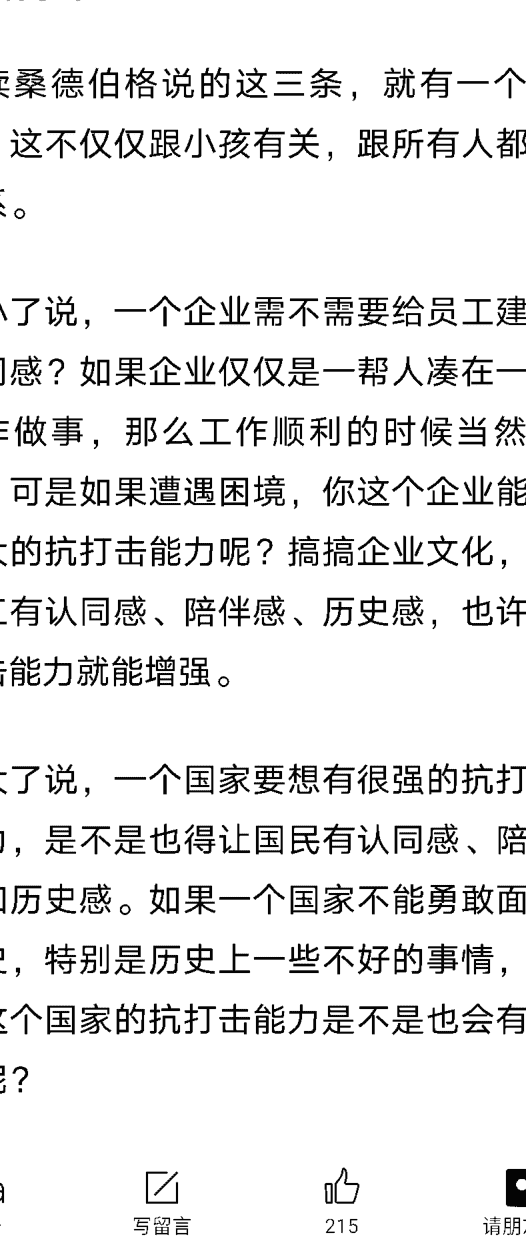 桑德伯格说的这三条，就有一个
这不仅仅跟小孩有关，跟所有人都
。
了说，一个企业需不需要给员工建
感？如果企业仅仅是一帮人凑在一
做事，那么工作顺利的时候当然
可是如果遭遇困境，你这个企业能
的抗打击能力呢？搞搞企业文化，
有认同感、陪伴感、历史感，也许
击能力就能增强。
大了说，一个国家要想有很强的抗打
，是不是也得让国民有认同感、陪
历史感。如果一个国家不能勇敢面
史，特别是历史上一些不好的事情，
这个国家的抗打击能力是不是也会有
呢？
写留言
215
请朋